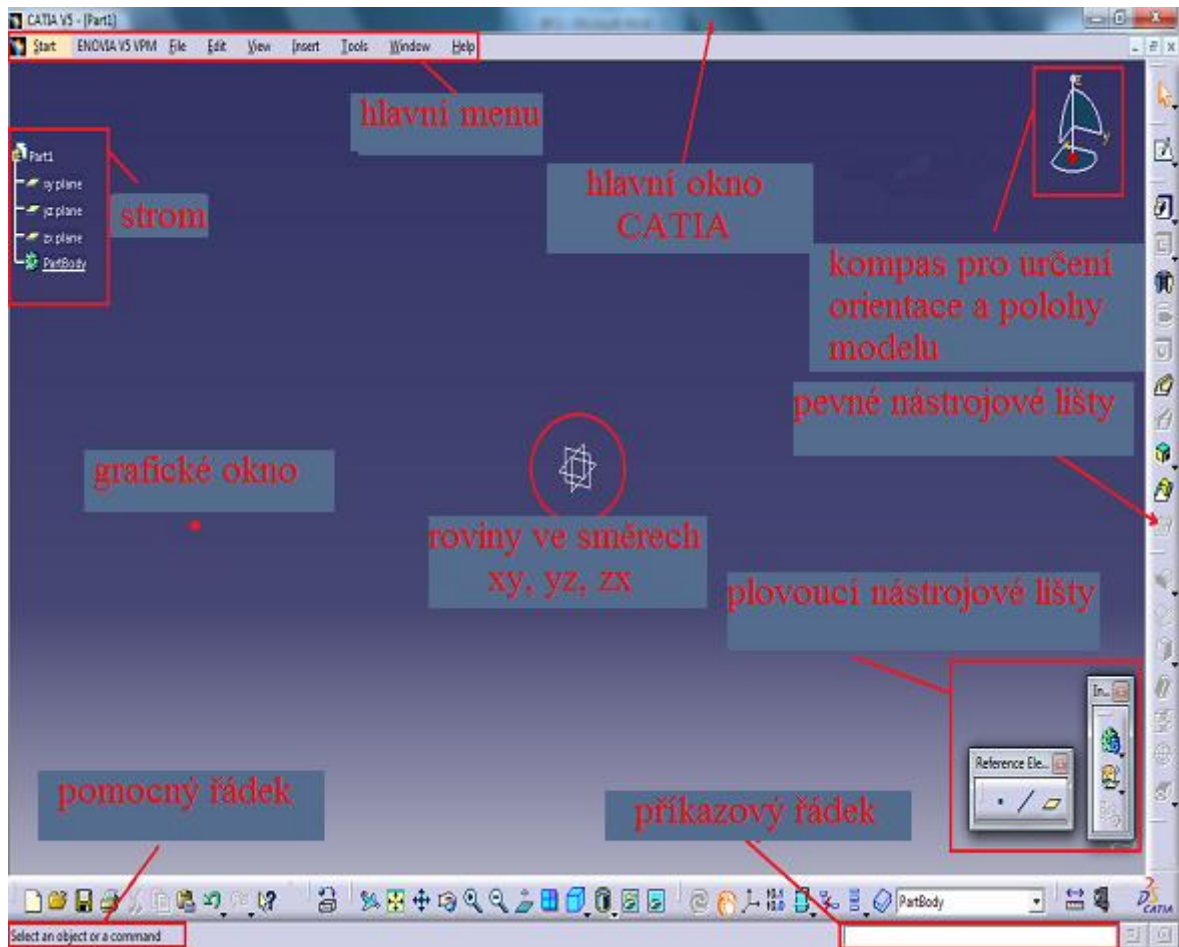 CATIA V5 - [Part1]
Start ENOVIA V5 VPM File Edit View Insert Tools Window Help
hlavní menu
Part1
xy plane
yz plane
zx plane
PartBody
strom
hlavní okno
CATIA
z
y
x
kompas pro určení
orientace a polohy
modelu
pevné nástrojové lišty
grafické okno
roviny ve směrech
xy, yz, zx
plovoucí nástrojové lišty
In...
Reference Ele...
pomocný řádek
příkazový řádek
PartBody
CATIA
Select an object or a command